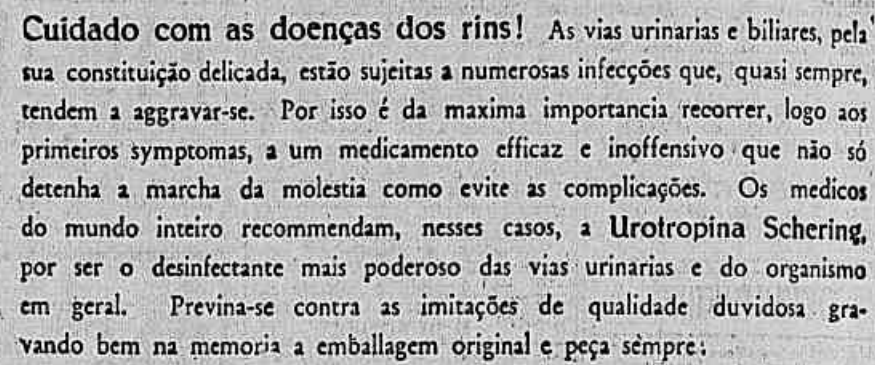 Cuidado com as doenças dos rins! As vias urinarias e biliares, pela
sua constituição delicada, estão sujeitas a numerosas infecções que, quasi sempre,
tendem a aggravar-se. Por isso é da maxima importancia recorrer, logo aos
primeiros symptomas, a um medicamento efficaz e inoffensivo que não só
detenha a marcha da molestia como evite as complicações. Os medicos
do mundo inteiro recommendam, nesses casos, a Urotropina Schering,
por ser o desinfectante mais poderoso das vias urinarias e do organismo
em geral. Previna-se contra as imitações de qualidade duvidosa gra-
vando bem na memoria a emballagem original e peça sempre: